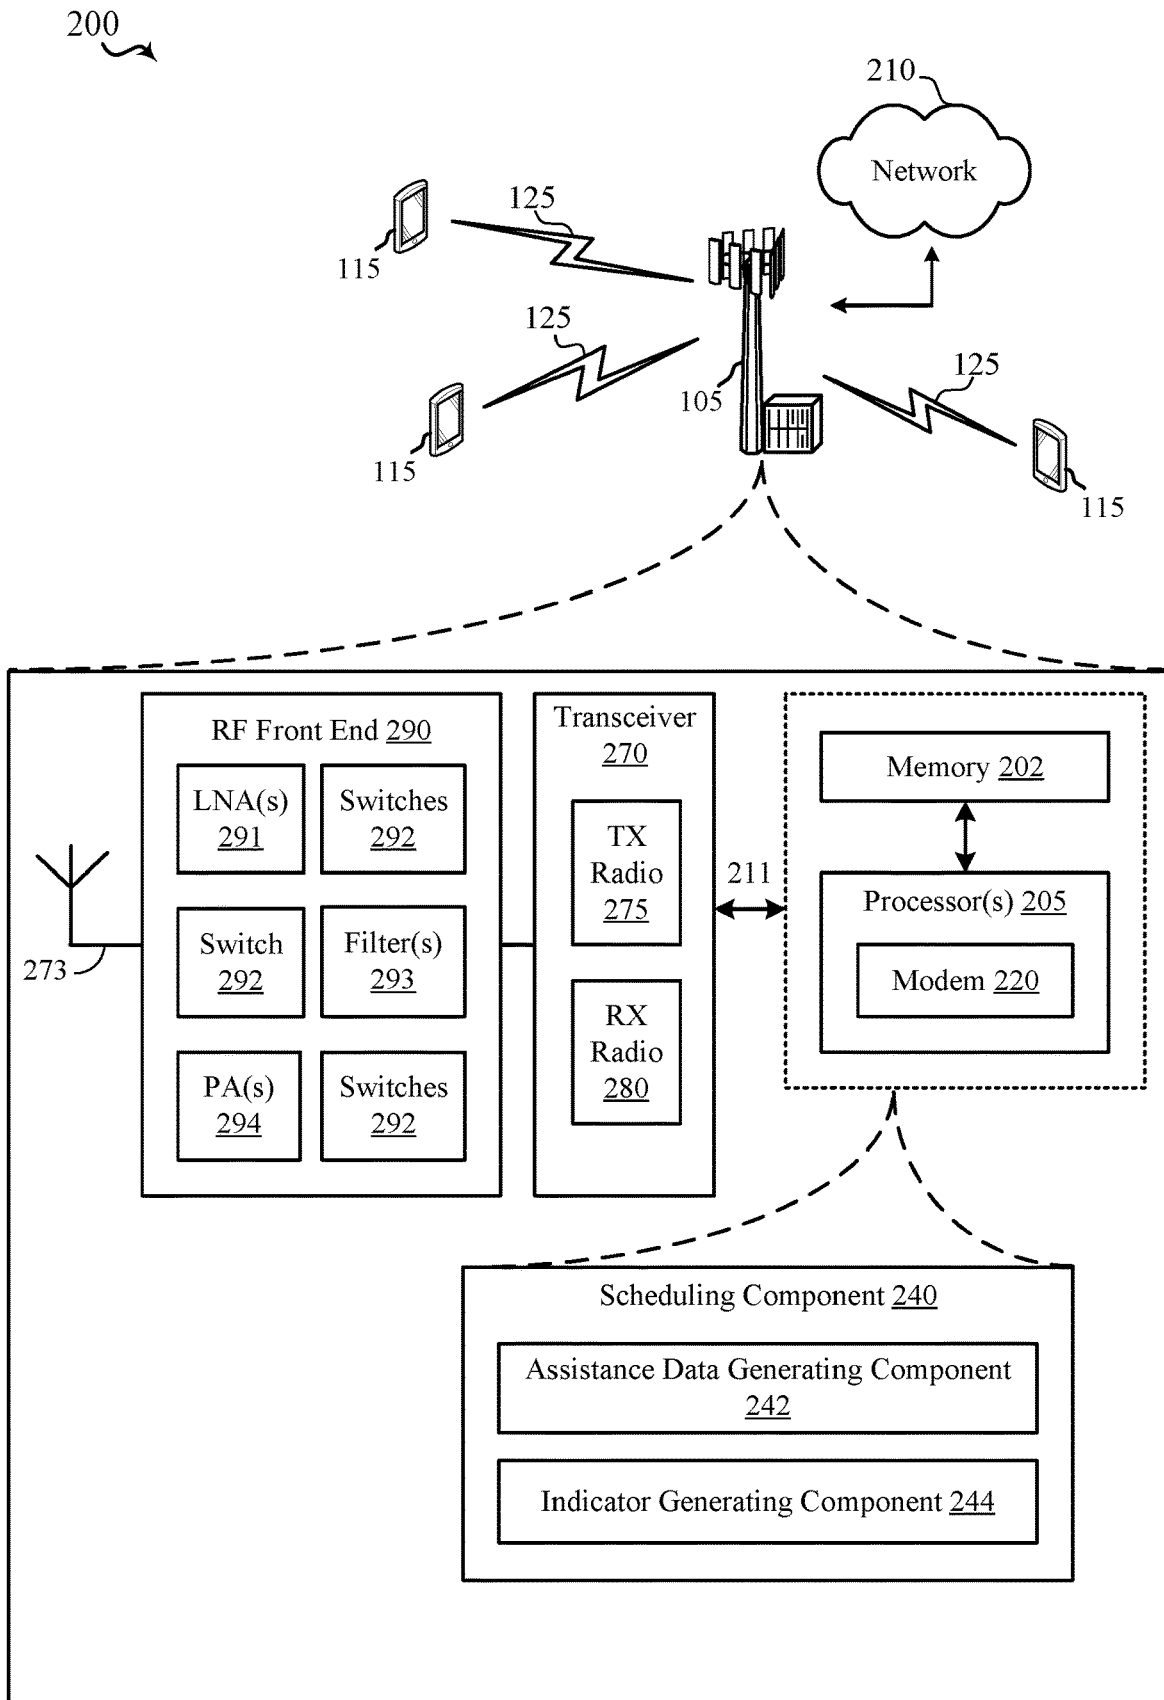 200
210
Network
125
115
125
105
125
115
115
RF Front End 290
LNA(s)
291
Switches
292
Switch
292
Filter(s)
293
PA(s)
294
Switches
292
273
Transceiver
270
TX
Radio
275
RX
Radio
280
211
Memory 202
Processor(s) 205
Modem 220
Scheduling Component 240
Assistance Data Generating Component
242
Indicator Generating Component 244